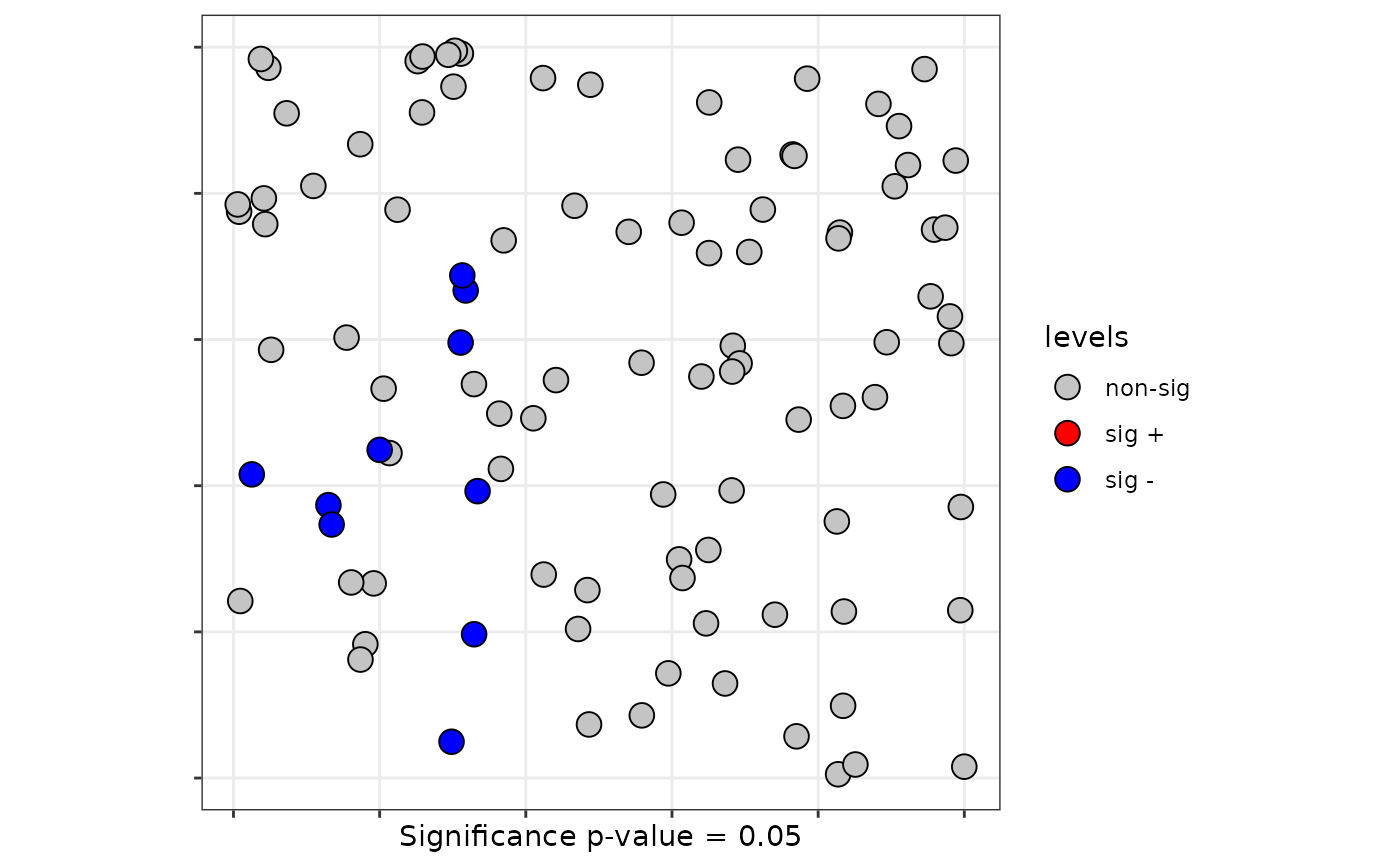 levels
non-sig
sig +
sig -
Significance p-value = 0.05